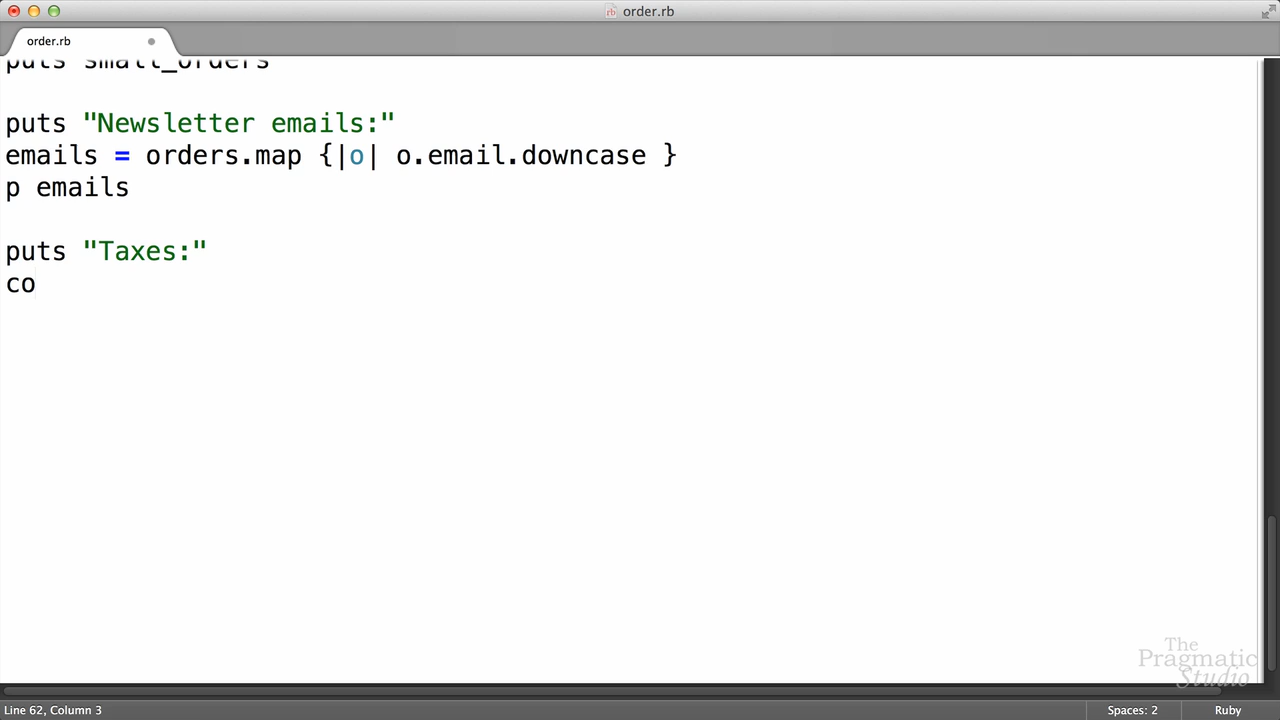 order.rb
order.rb
puts small_orders
puts "Newsletter emails:"
emails = orders.map {|o| o.email.downcase }
p emails
puts "Taxes:"
co
The
Pragmatic
Studio
Line 62, Column 3
Spaces: 2
Ruby